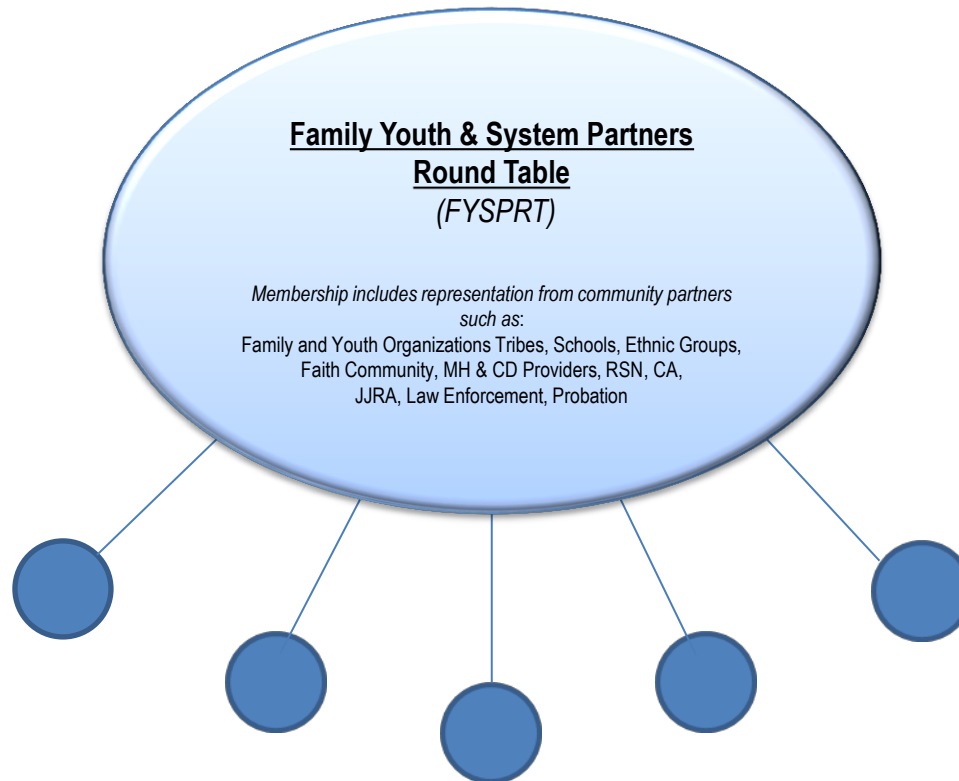 Family Youth & System Partners
Round Table
(FYSPRT)
Membership includes representation from community partners
such as:
Family and Youth Organizations Tribes, Schools, Ethnic Groups,
Faith Community, MH & CD Providers, RSN, CA,
JJRA, Law Enforcement, Probation